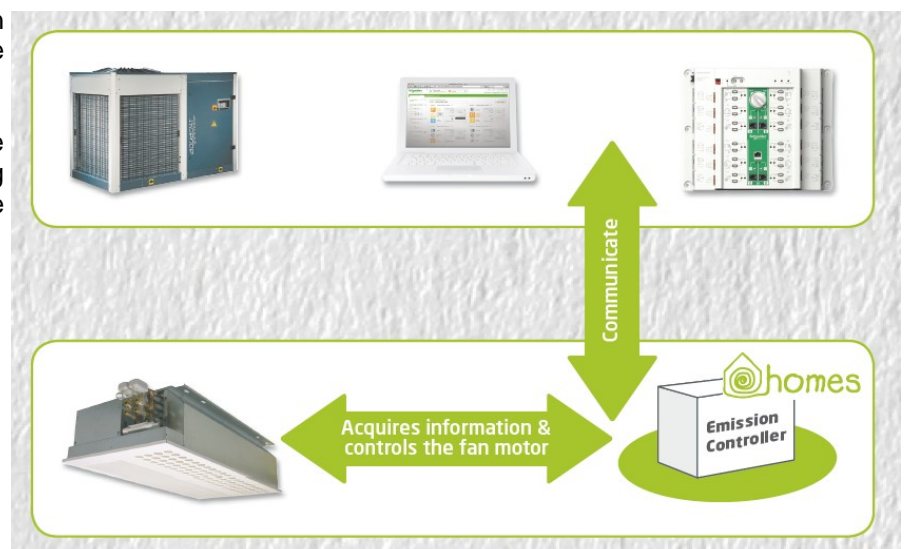 n
e
e
g
e
Communicate
Acquires information &
controls the fan motor
homes
Emission
Controller